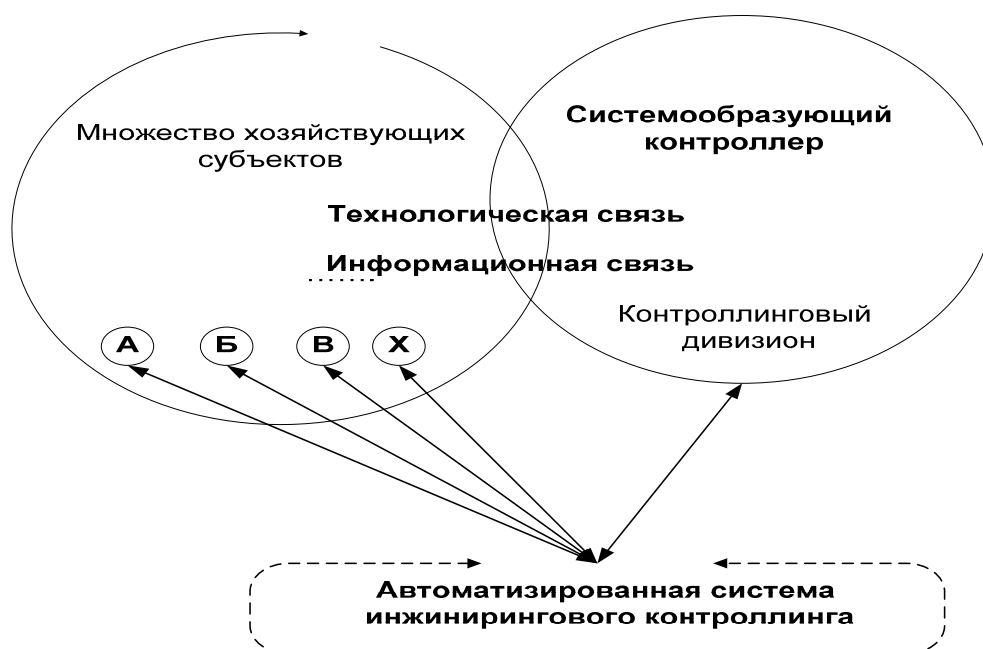 Системообразующий
контроллер
Множество хозяйствующих
субъектов
Технологическая связь
Информационная связь
Контроллинговый
дивизион
А Б В Х
Автоматизированная система
инжинирингового контроллинга